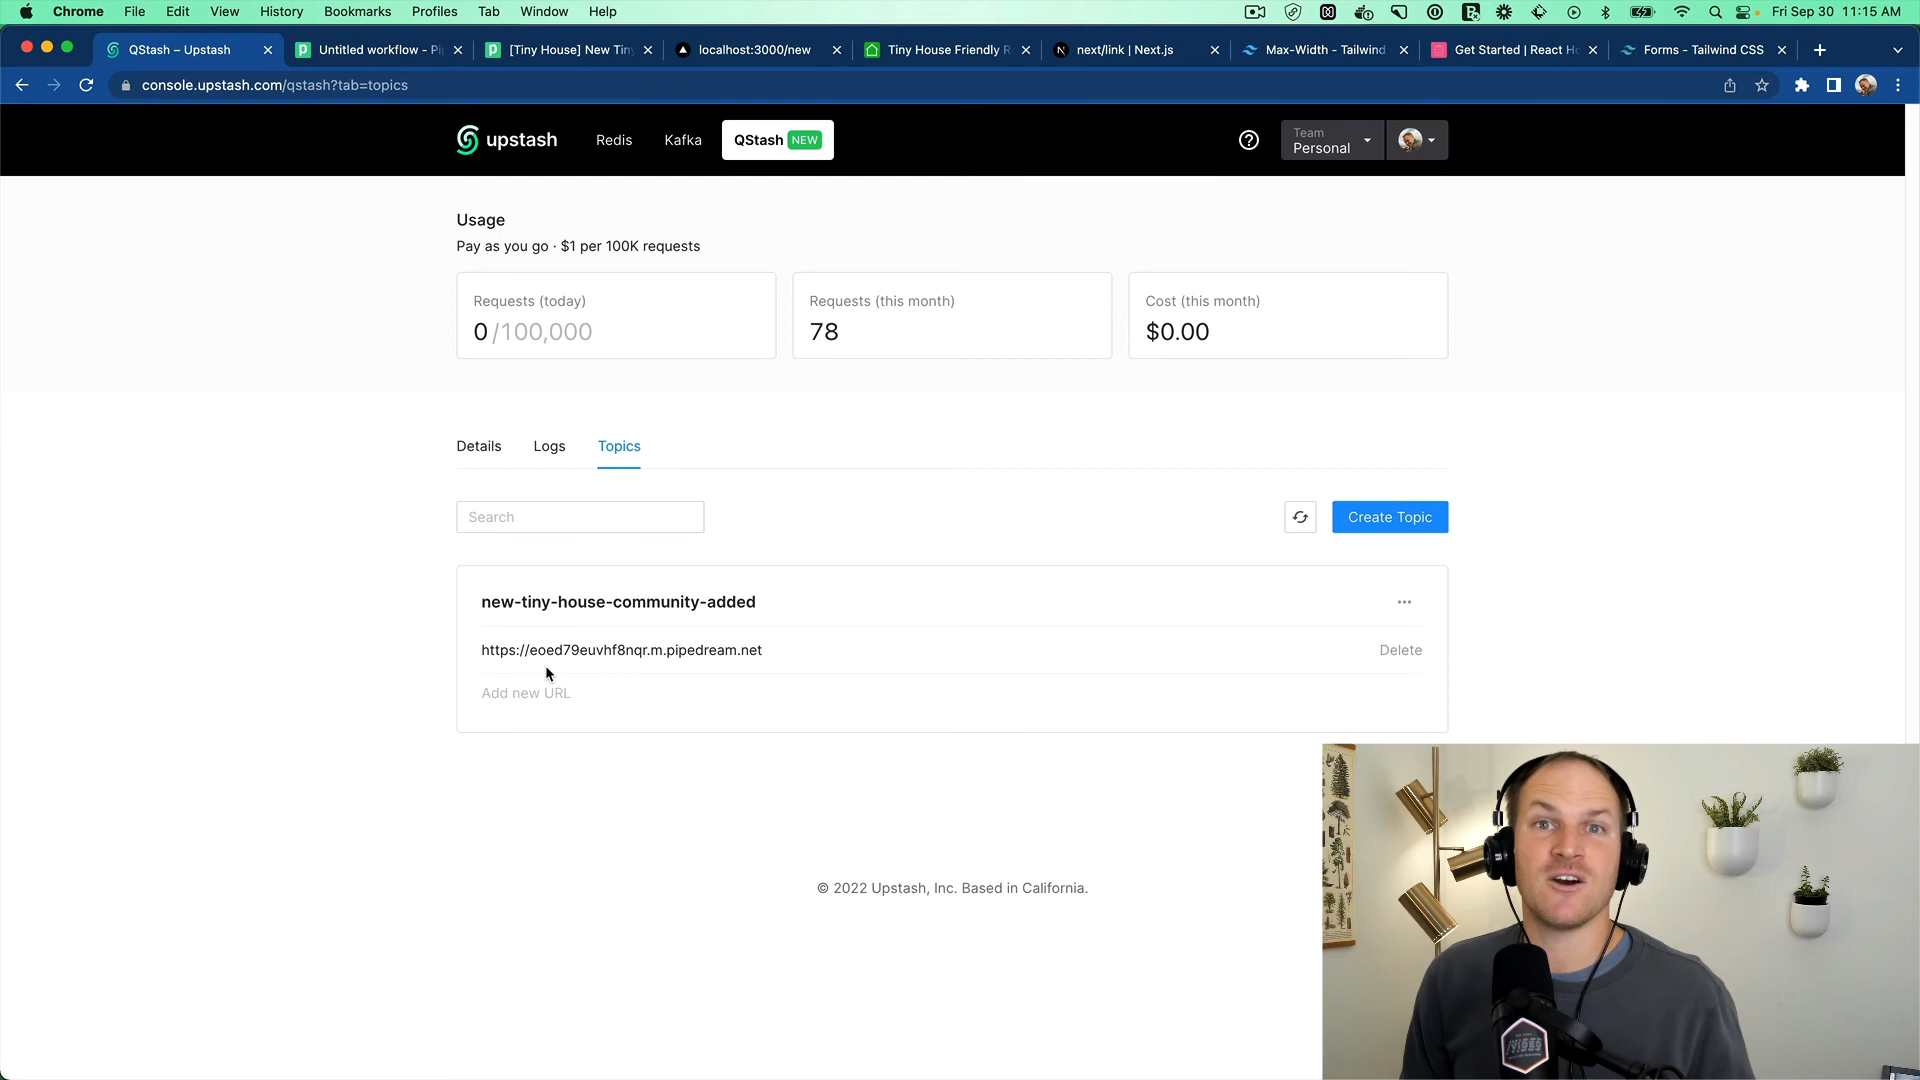 Chrome File Edit View History Bookmarks Profiles Tab Window Help Fri Sep 30 11:15 AM
QStash – Upstash Untitled workflow - Pi [Tiny House] New Tiny localhost:3000/new Tiny House Friendly R next/link | Next.js Max-Width - Tailwind Get Started | React Ho Forms - Tailwind CSS
console.upstash.com/qstash?tab=topics
upstash Redis Kafka QStash NEW
Team
Personal
Usage
Pay as you go · $1 per 100K requests
Requests (today)
0/100,000
Requests (this month)
78
Cost (this month)
$0.00
Details Logs Topics
Search
Create Topic
new-tiny-house-community-added
https://eoed79euvhf8nqr.m.pipedream.net Delete
Add new URL
© 2022 Upstash, Inc. Based in California.